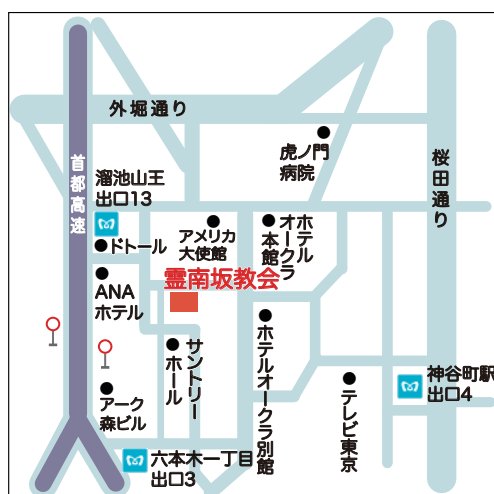 外堀通り
虎ノ門
病院
桜田通り
首都高速
溜池山王
出口13
ドトール
アメリカ
大使館
ホテル
オークラ
本館
霊南坂教会
ANA
ホテル
サントリー
ホール
ホテルオークラ別館
テレビ東京
神谷町駅
出口4
アーク
森ビル
六本木一丁目
出口3